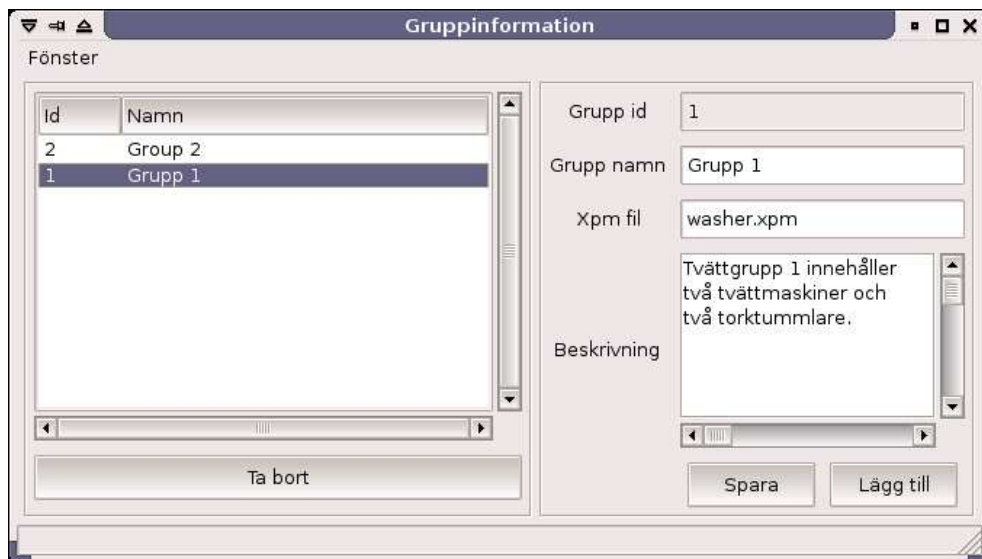 Gruppinformation
Fönster
Id Namn
2 Group 2
1 Grupp 1
Ta bort
Grupp id 1
Grupp namn Grupp 1
Xpm fil washer.xpm
Beskrivning
Tvättgrupp 1 innehåller
två tvättmaskiner och
två torktummlare.
Spara Lägg till